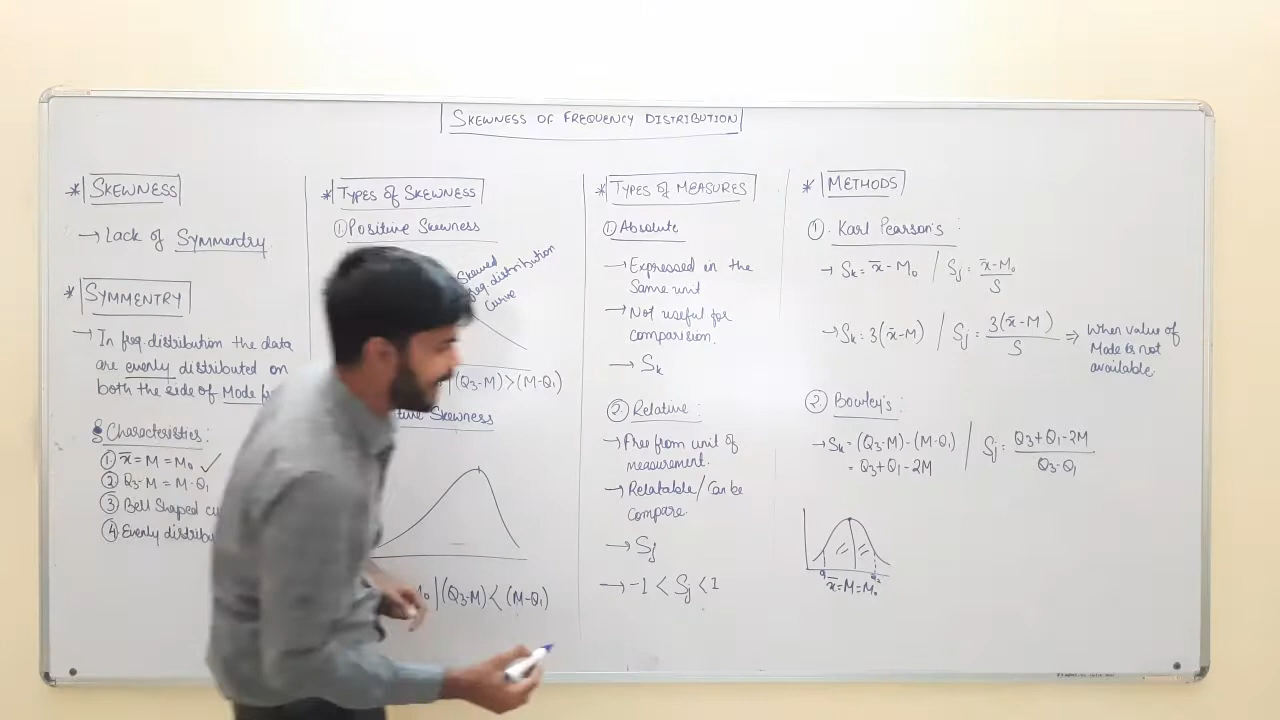 SKEWNESS OF FREQUENCY DISTRIBUTION
* SKEWNESS
→ Lack of Symmentry.
* SYMMENTRY
→ In freq. distribution the data
are evenly distributed on
both the side of Mode
Characteristics:
① x̄ = M = M₀ ✓
② Q₃-M = M-Q₁
③ Bell Shaped
④ Evenly
* TYPES OF SKEWNESS
① Positive Skewness
Skewed
freq. distribution
Curve
(Q₃-M) > (M-Q₁)
Skewness
| (Q₃-M) < (M-Q₁)
* TYPES OF MEASURES
① Absolute
→ Expressed in the
Same unit
→ Not useful for
comparision.
→ Sk
② Relative:
→ Free from unit of
measurement.
→ Relatable/Can be
Compare.
→ Sj
→ -1 < Sj < 1
* METHODS
① Karl Pearson's:
→ Sk = x̄ - M₀ / Sj = (x̄-M₀)/S
→ Sk = 3(x̄-M) / Sj = 3(x̄-M)/S ⇒ When value of
Mode is not
available.
② Bowley's:
→ Sk = (Q₃-M) - (M-Q₁) / Sj = (Q₃+Q₁-2M)/(Q₃-Q₁)
= Q₃+Q₁-2M
x̄=M=M₀